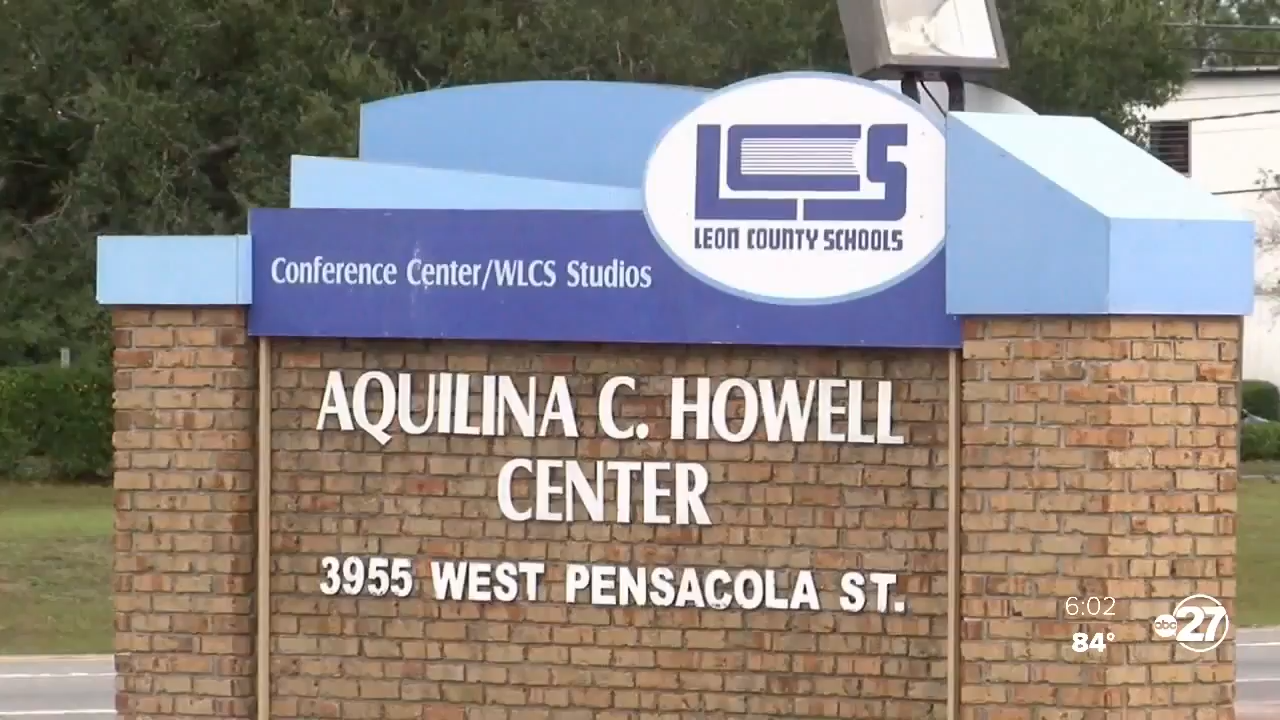 LCS
LEON COUNTY SCHOOLS
Conference Center/WLCS Studios
AQUILINA C. HOWELL
CENTER
3955 WEST PENSACOLA ST.
6:02
84°
abc 27